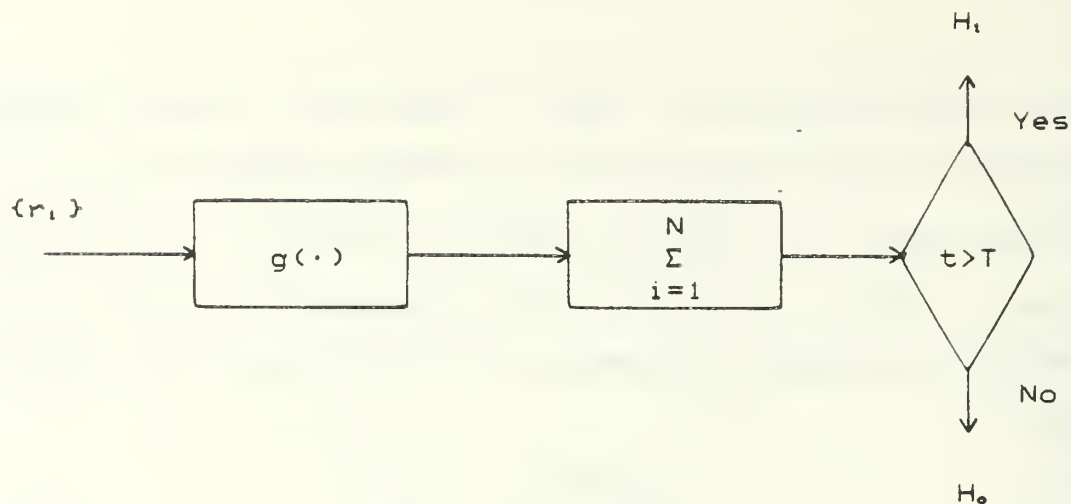 H₁
Yes
{rᵢ}
g(·)
N
Σ
i=1
t>T
No
H₀